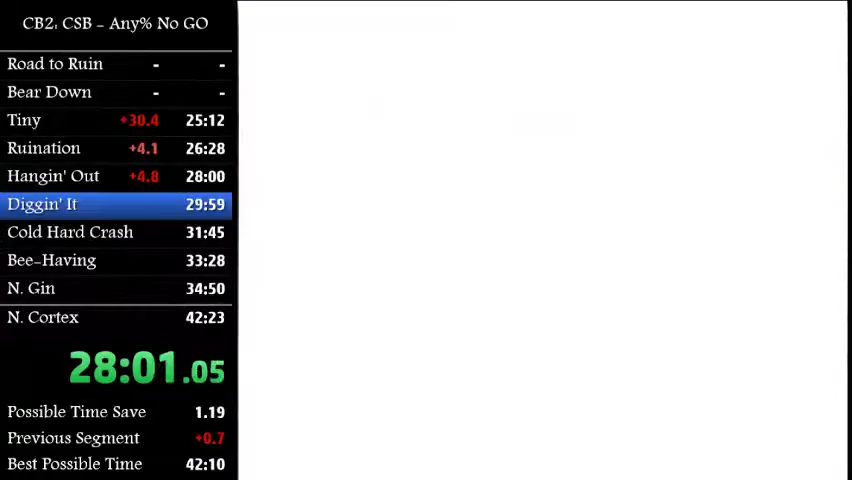 CB2: CSB - Any% No GO
Road to Ruin - -
Bear Down - -
Tiny +30.4 25:12
Ruination +4.1 26:28
Hangin' Out +4.8 28:00
Diggin' It 29:59
Cold Hard Crash 31:45
Bee-Having 33:28
N. Gin 34:50
N. Cortex 42:23
28:01.05
Possible Time Save 1.19
Previous Segment +0.7
Best Possible Time 42:10